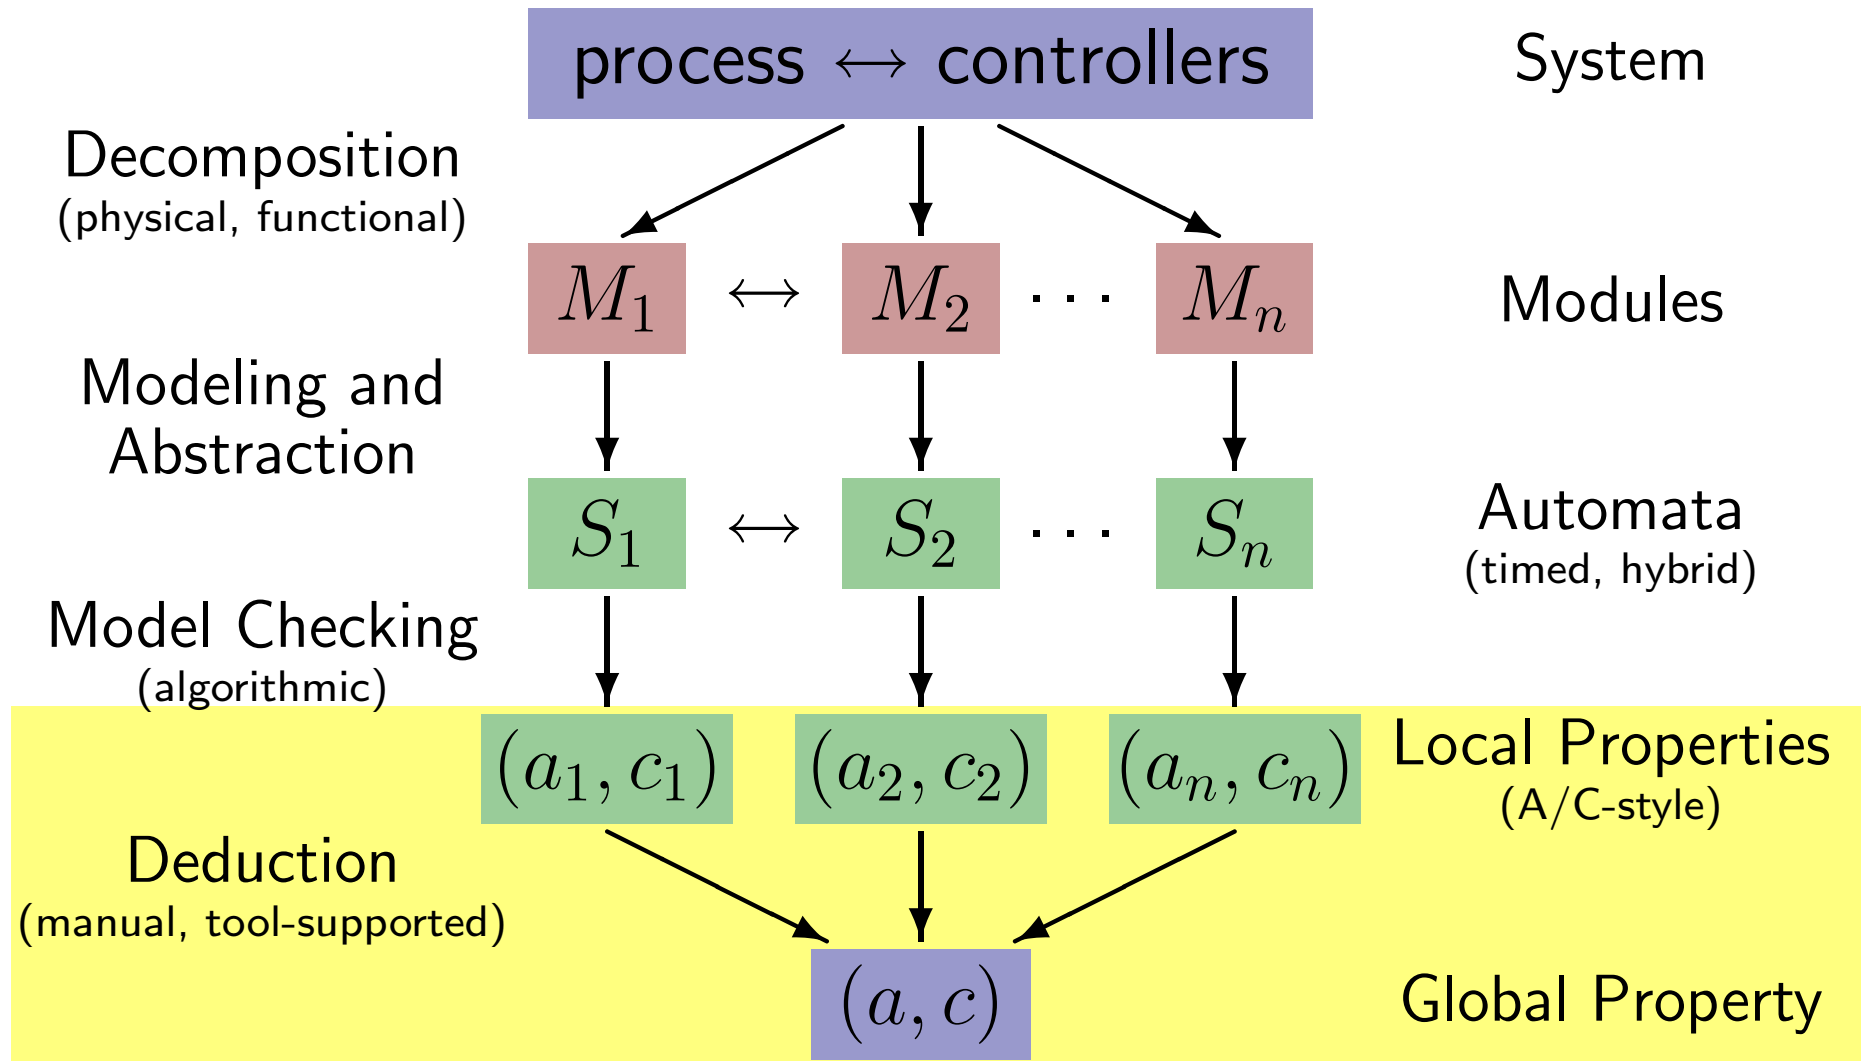 process ↔ controllers
System
Decomposition
(physical, functional)
M₁ ↔ M₂ · · · Mₙ
Modules
Modeling and
Abstraction
S₁ ↔ S₂ · · · Sₙ
Automata
(timed, hybrid)
Model Checking
(algorithmic)
(a₁, c₁) (a₂, c₂) (aₙ, cₙ)
Local Properties
(A/C-style)
Deduction
(manual, tool-supported)
(a, c)
Global Property